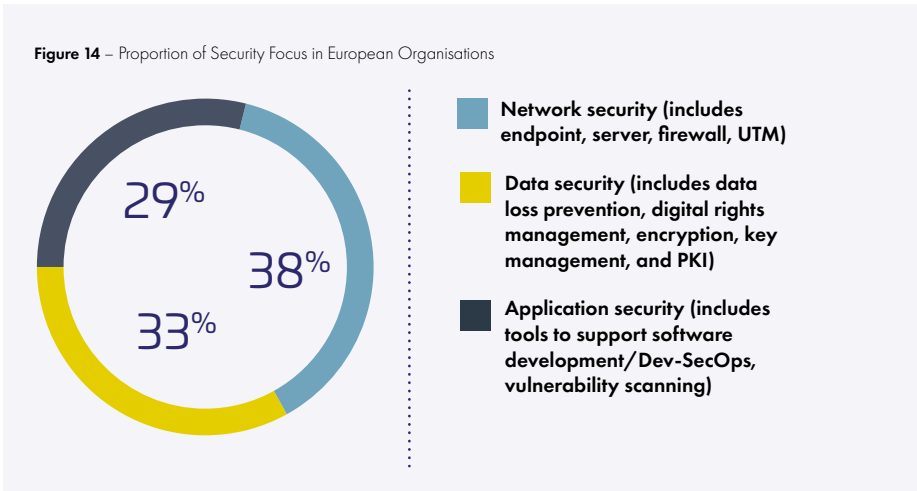 Figure 14 – Proportion of Security Focus in European Organisations
29%
38%
33%
Network security (includes
endpoint, server, firewall, UTM)
Data security (includes data
loss prevention, digital rights
management, encryption, key
management, and PKI)
Application security (includes
tools to support software
development/Dev-SecOps,
vulnerability scanning)